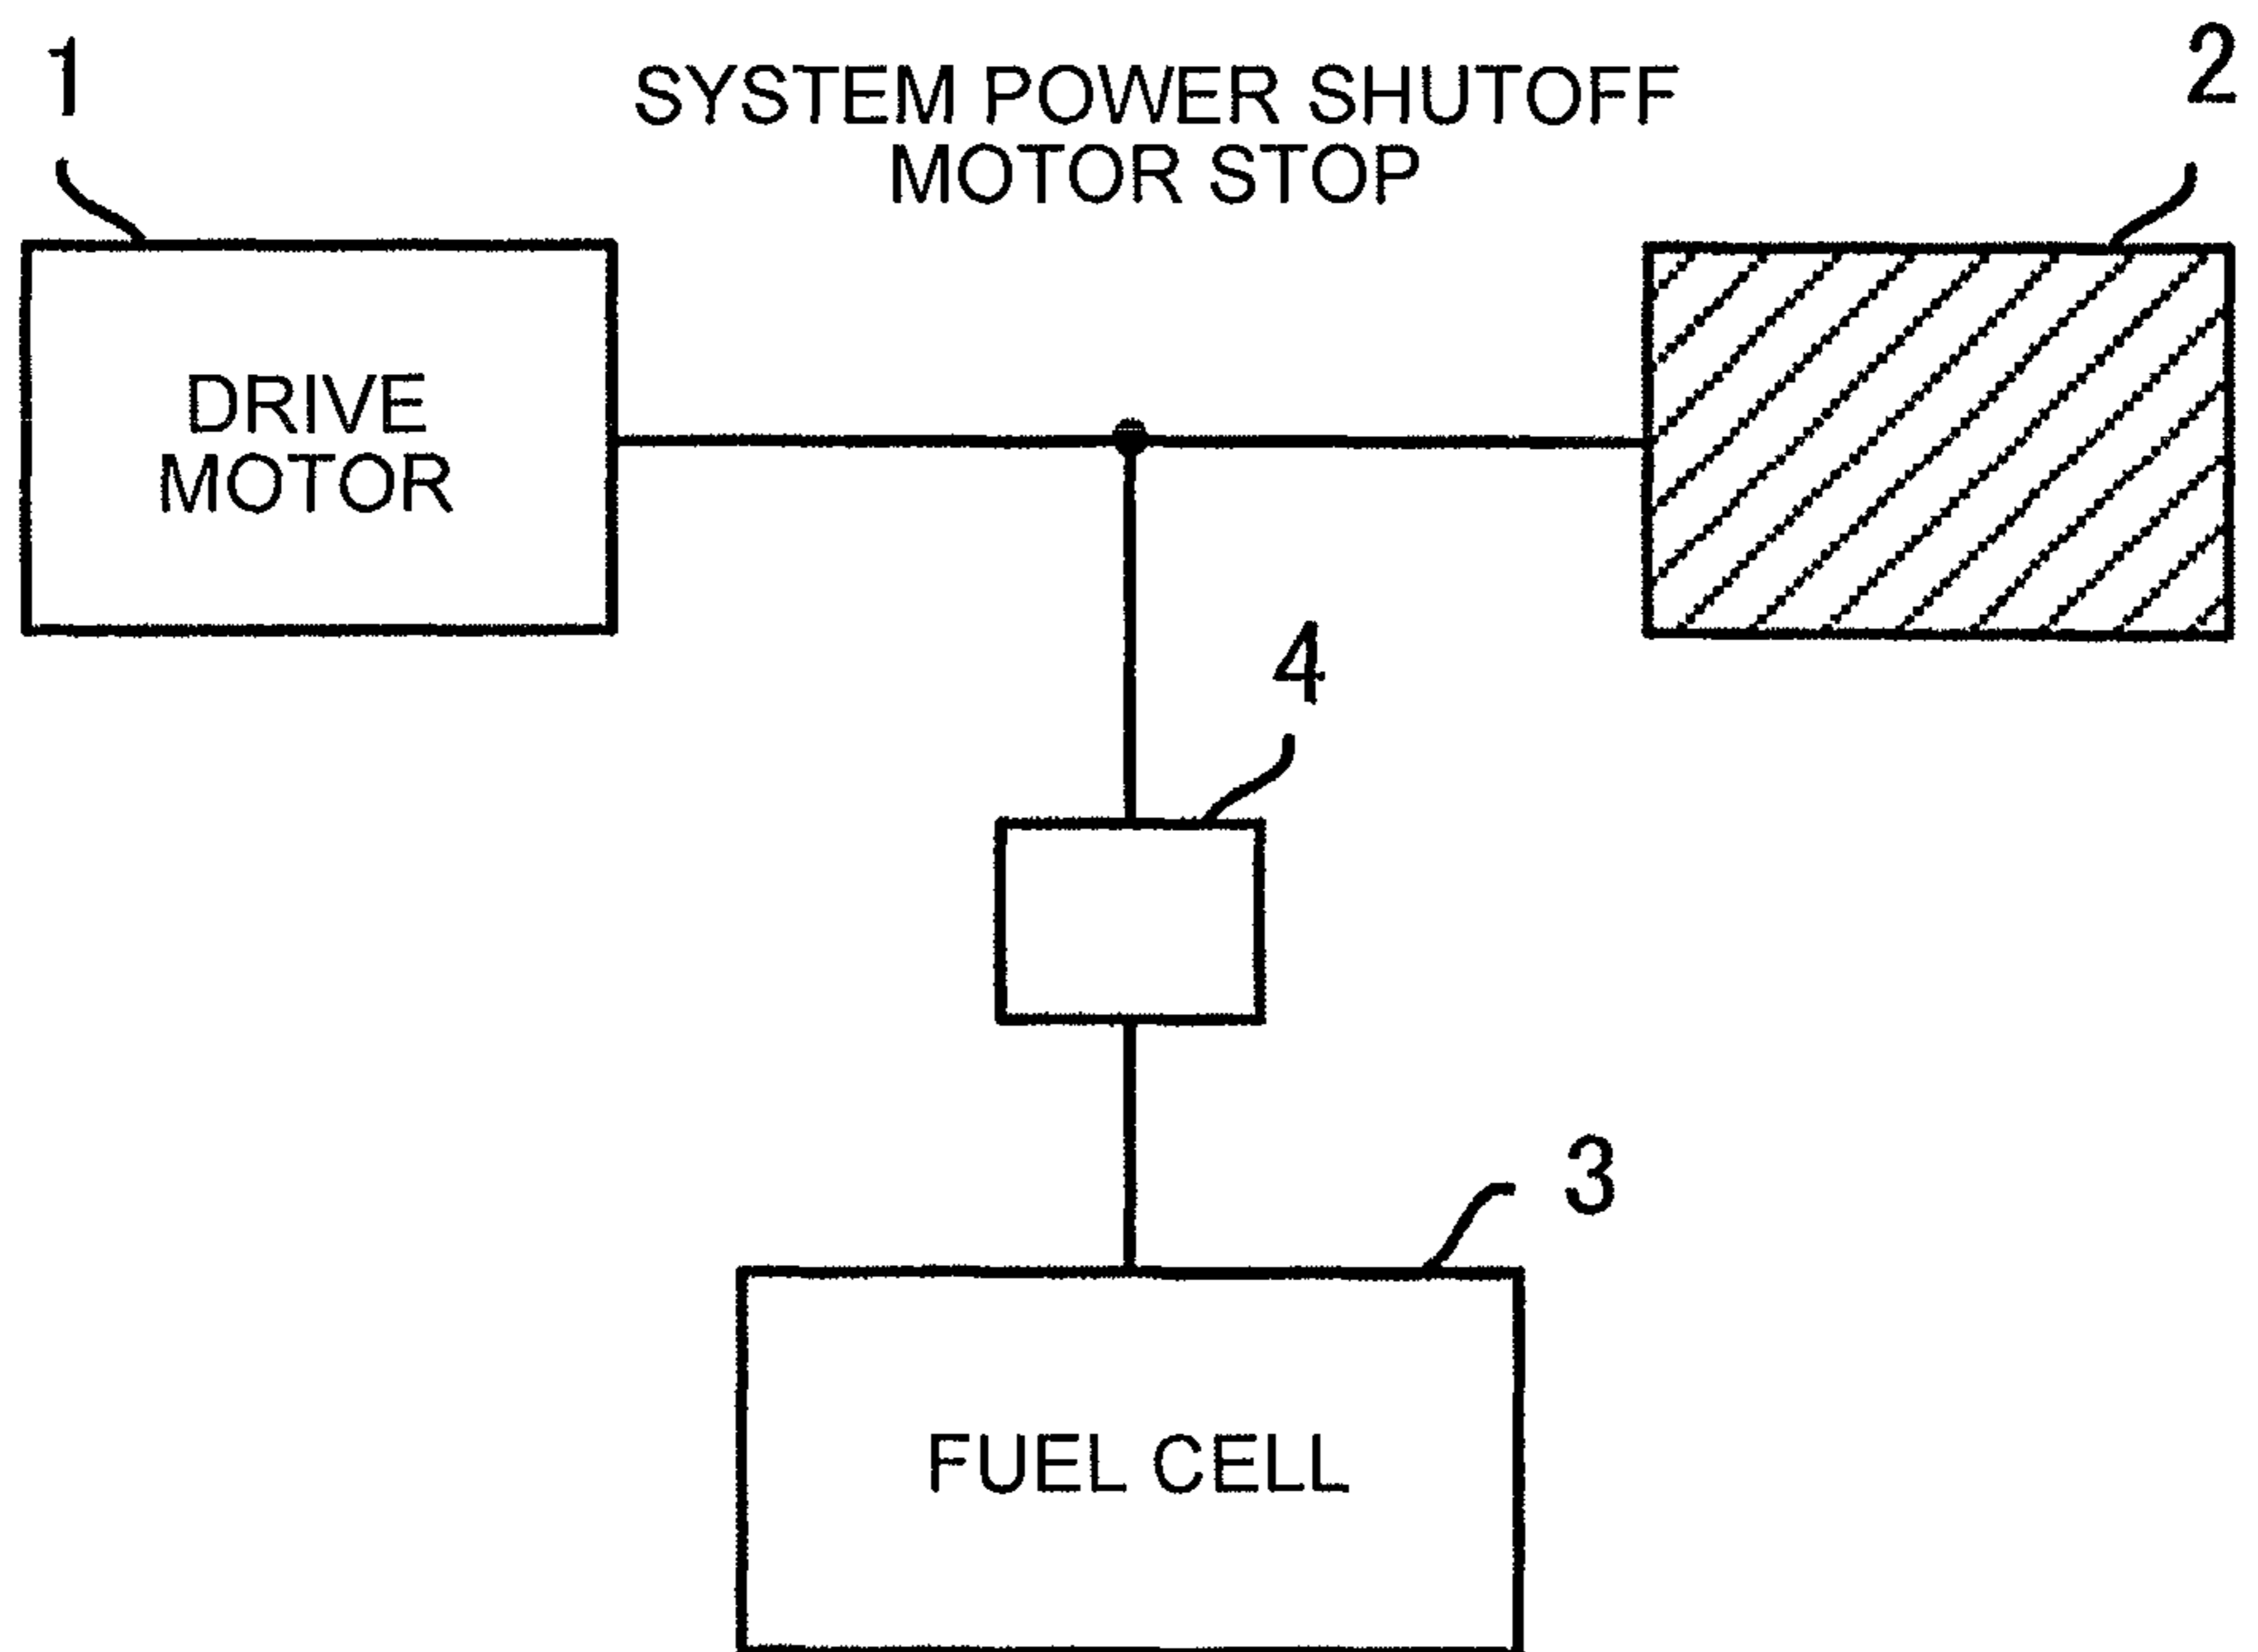 1
SYSTEM POWER SHUTOFF
MOTOR STOP
2
DRIVE
MOTOR
4
3
FUEL CELL